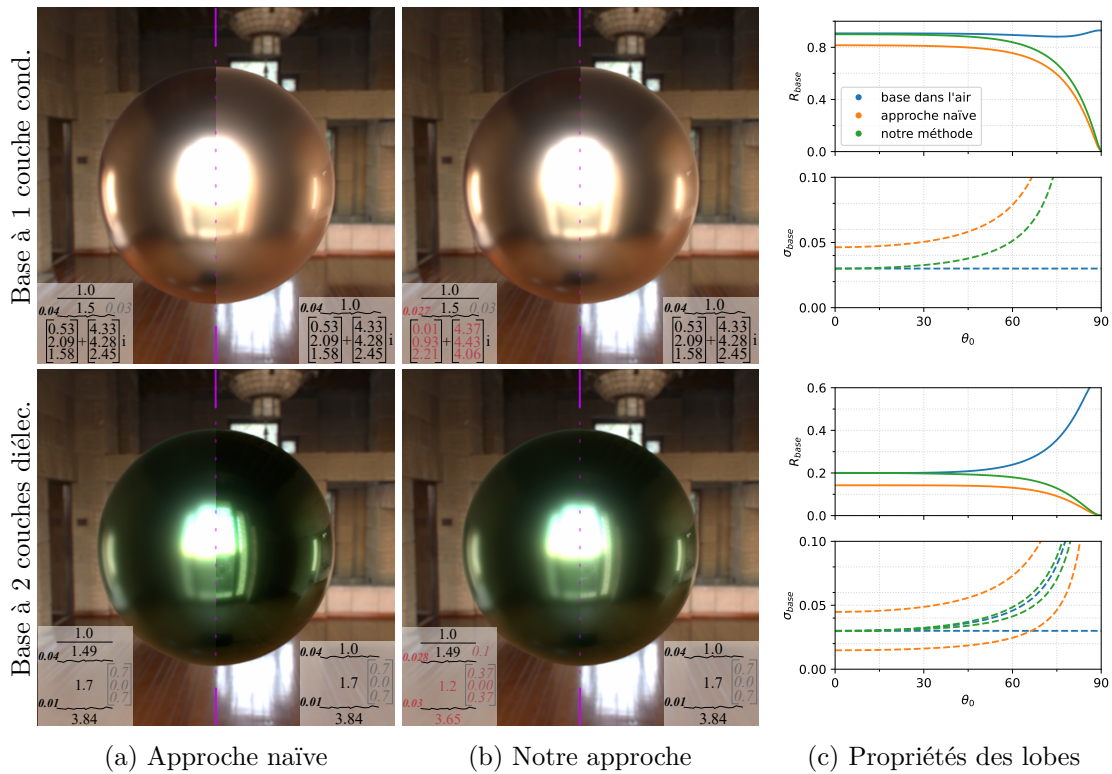 Base à 1 couche cond.
1.0
0.04 1.5 0.03
0.53 4.33
2.09 + 4.28 i
1.58 2.45
0.04 1.0
0.53 4.33
2.09 + 4.28 i
1.58 2.45
1.0
0.027 1.5 0.03
0.01 4.37
0.93 + 4.43 i
2.21 4.06
0.04 1.0
0.53 4.33
2.09 + 4.28 i
1.58 2.45
R_base
0.8
0.4
0.0
base dans l'air
approche naïve
notre méthode
σ_base
0.10
0.05
0.00
0 30 60 90
θ_0
Base à 2 couches diélec.
1.0
0.04 1.49
0.7
1.7 0.0
0.7
0.01
3.84
0.04 1.0
0.7
1.7 0.0
0.7
0.01
3.84
1.0
0.028 1.49 0.1
0.37
1.2 0.00
0.37
0.03
3.65
0.04 1.0
0.7
1.7 0.0
0.7
0.01
3.84
R_base
0.6
0.4
0.2
0.0
σ_base
0.10
0.05
0.00
0 30 60 90
θ_0
(a) Approche naïve
(b) Notre approche
(c) Propriétés des lobes